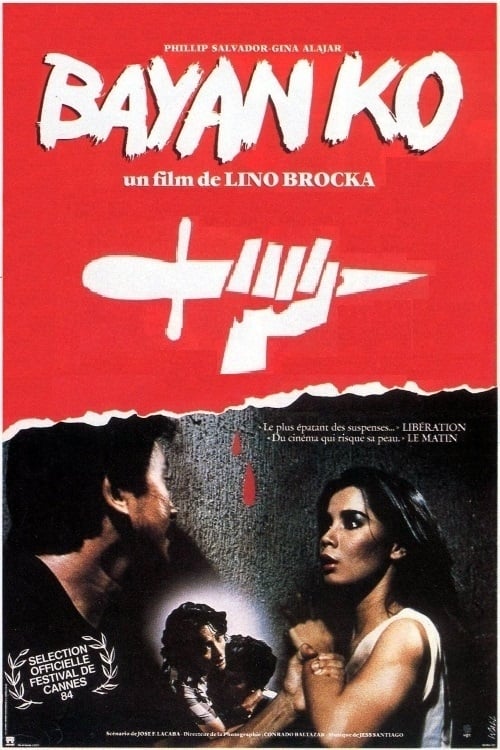 PHILLIP SALVADOR-GINA ALAJAR
BAYAN KO
un film de LINO BROCKA
«Le plus épatant des suspenses...» LIBÉRATION
«Du cinéma qui risque sa peau.» LE MATIN
SELECTION
OFFICIELLE
FESTIVAL DE
CANNES
84
Scénario de JOSE F. LACABA - Directeur de la Photographie : CONRADO BALTAZAR - Musique de JESS SANTIAGO